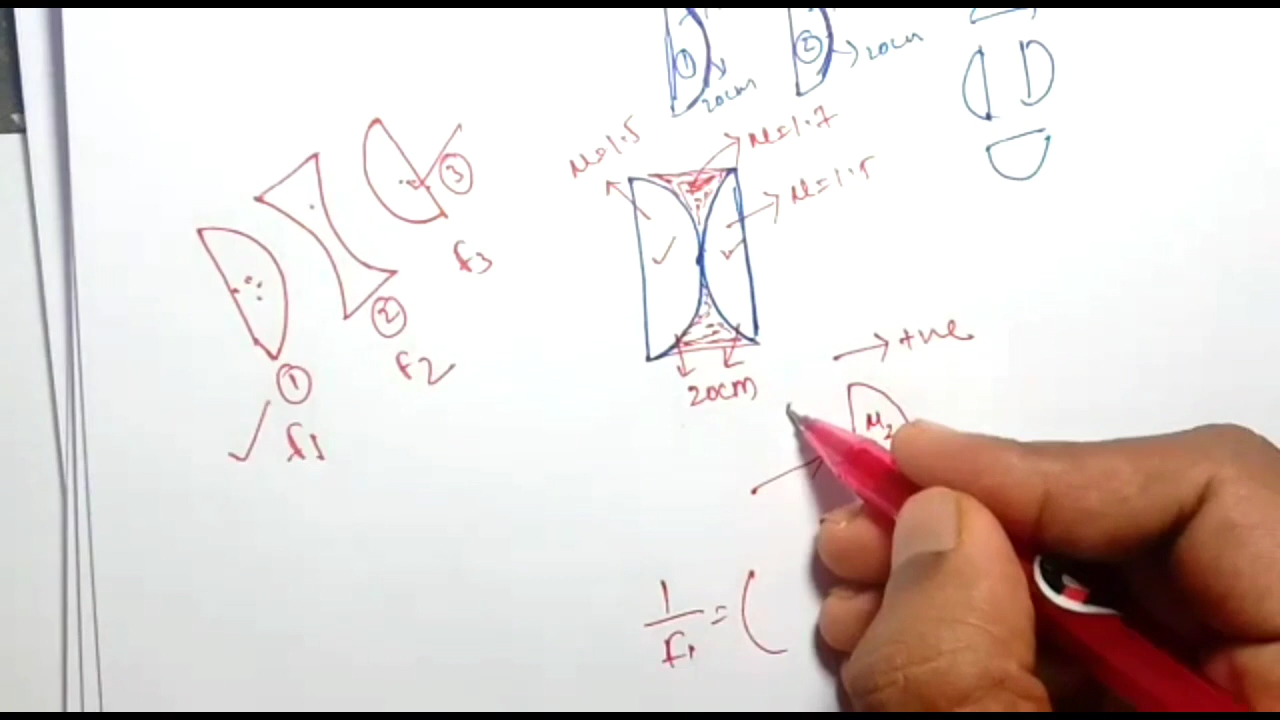 ① 20cm
② 20cm
μ=1.5
μ=1.7
μ=1.5
③
f3
②
f2
①
f1
20cm
+ve
μ2
1/f1 = (